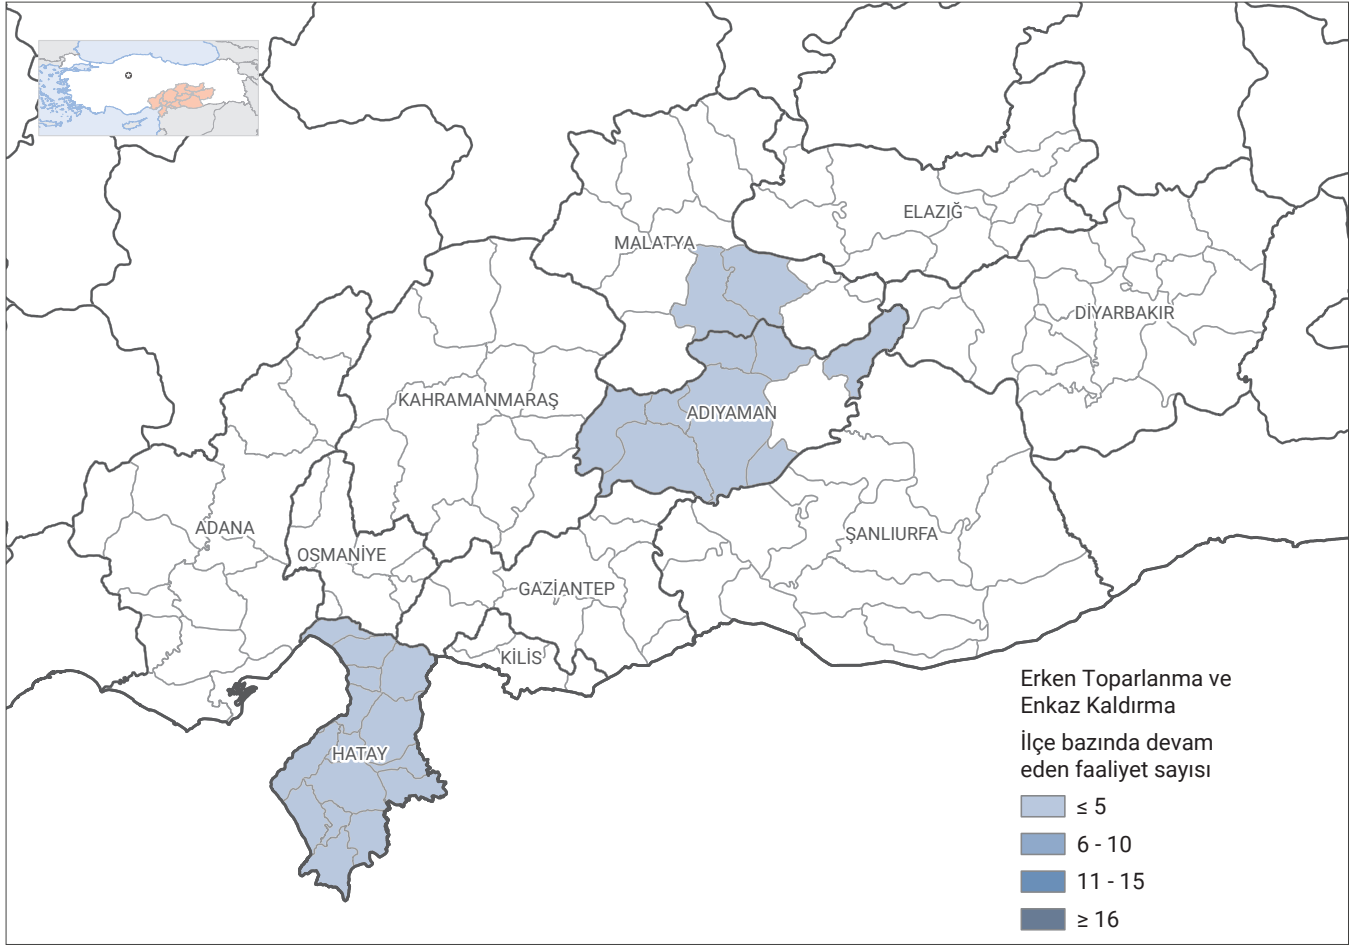 ELAZIĞ
MALATYA
DİYARBAKIR
KAHRAMANMARAŞ
ADIYAMAN
ADANA
ŞANLIURFA
OSMANİYE
GAZİANTEP
KİLİS
HATAY
Erken Toparlanma ve
Enkaz Kaldırma
İlçe bazında devam
eden faaliyet sayısı
≤ 5
6 - 10
11 - 15
≥ 16